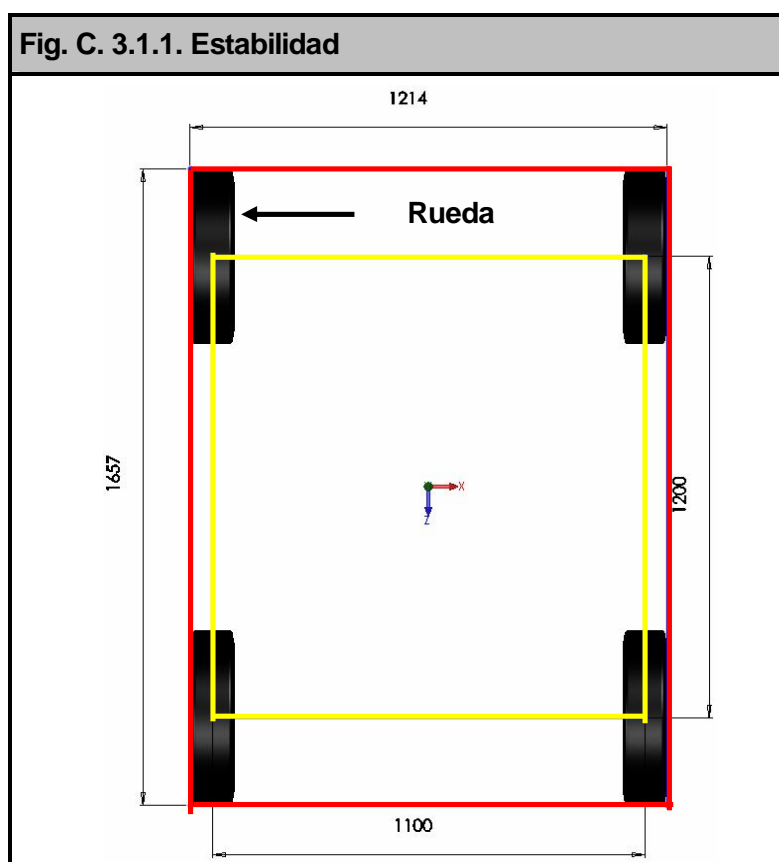 Fig. C. 3.1.1. Estabilidad
1214
Rueda
1657
X
Z
1200
1100